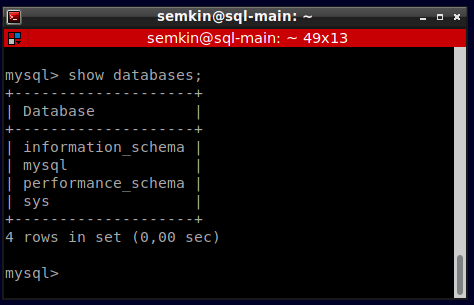 semkin@sql-main: ~
semkin@sql-main: ~ 49x13
mysql> show databases;
+--------------------+
| Database           |
+--------------------+
| information_schema |
| mysql              |
| performance_schema |
| sys                |
+--------------------+
4 rows in set (0,00 sec)
mysql>